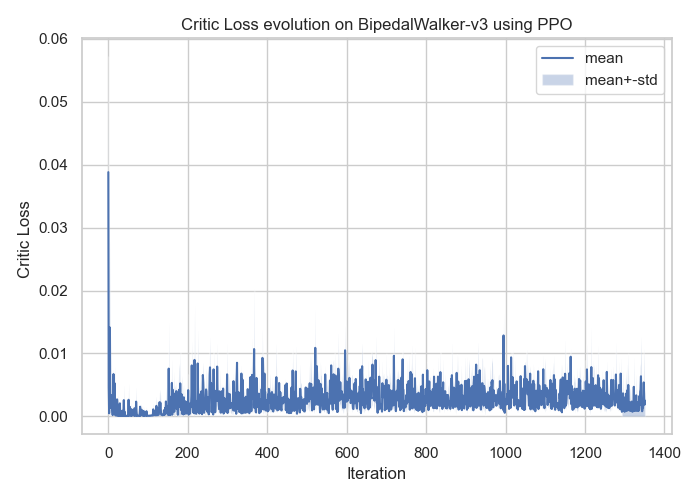 Critic Loss evolution on BipedalWalker-v3 using PPO
mean
mean+-std
0.06
0.05
0.04
0.03
0.02
0.01
0.00
Critic Loss
0 200 400 600 800 1000 1200 1400
Iteration